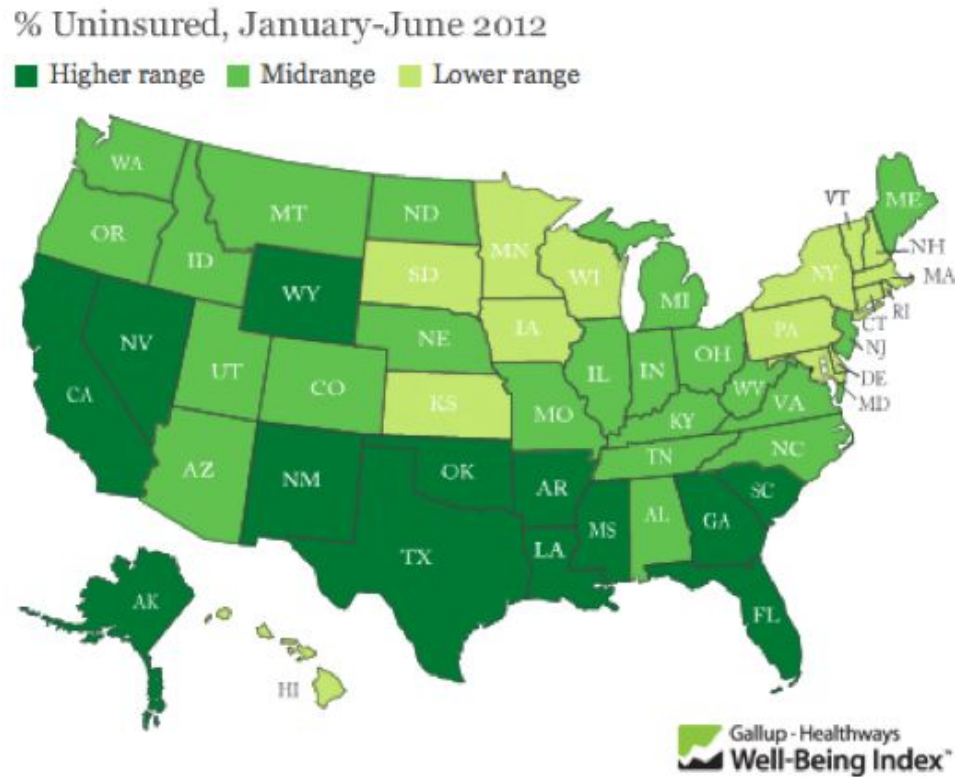 % Uninsured, January-June 2012
Higher range Midrange Lower range
WA
MT
ND
MN
VT
ME
OR
ID
SD
WI
NY
NH
MA
WY
MI
RI
CT
IA
PA
NJ
NV
NE
UT
CO
IL
IN
OH
DE
MD
CA
KS
MO
WV
VA
KY
AZ
NM
OK
TN
NC
AR
SC
MS
AL
GA
TX
LA
AK
FL
HI
Gallup - Healthways
Well-Being Index™